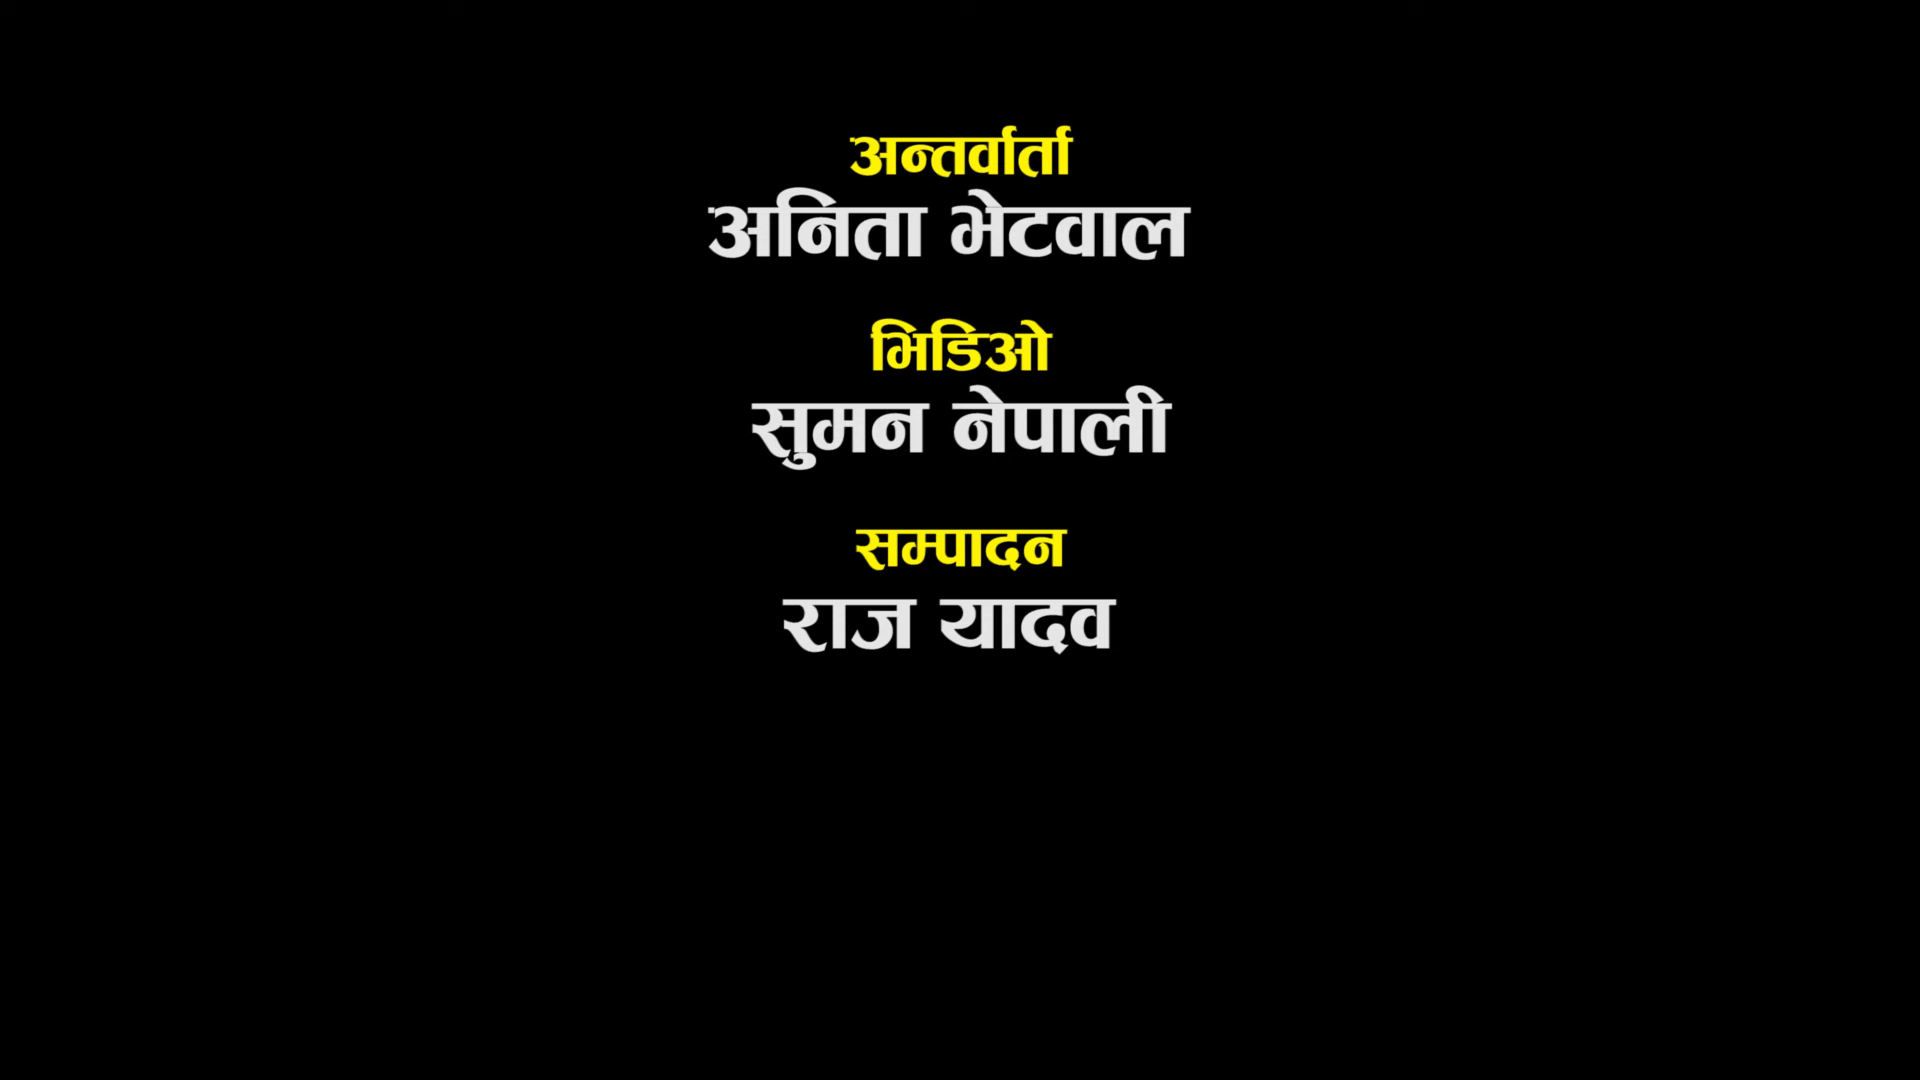 अन्तर्वार्ता
अनिता भेटवाल
भिडिओ
सुमन नेपाली
सम्पादन
राज यादव